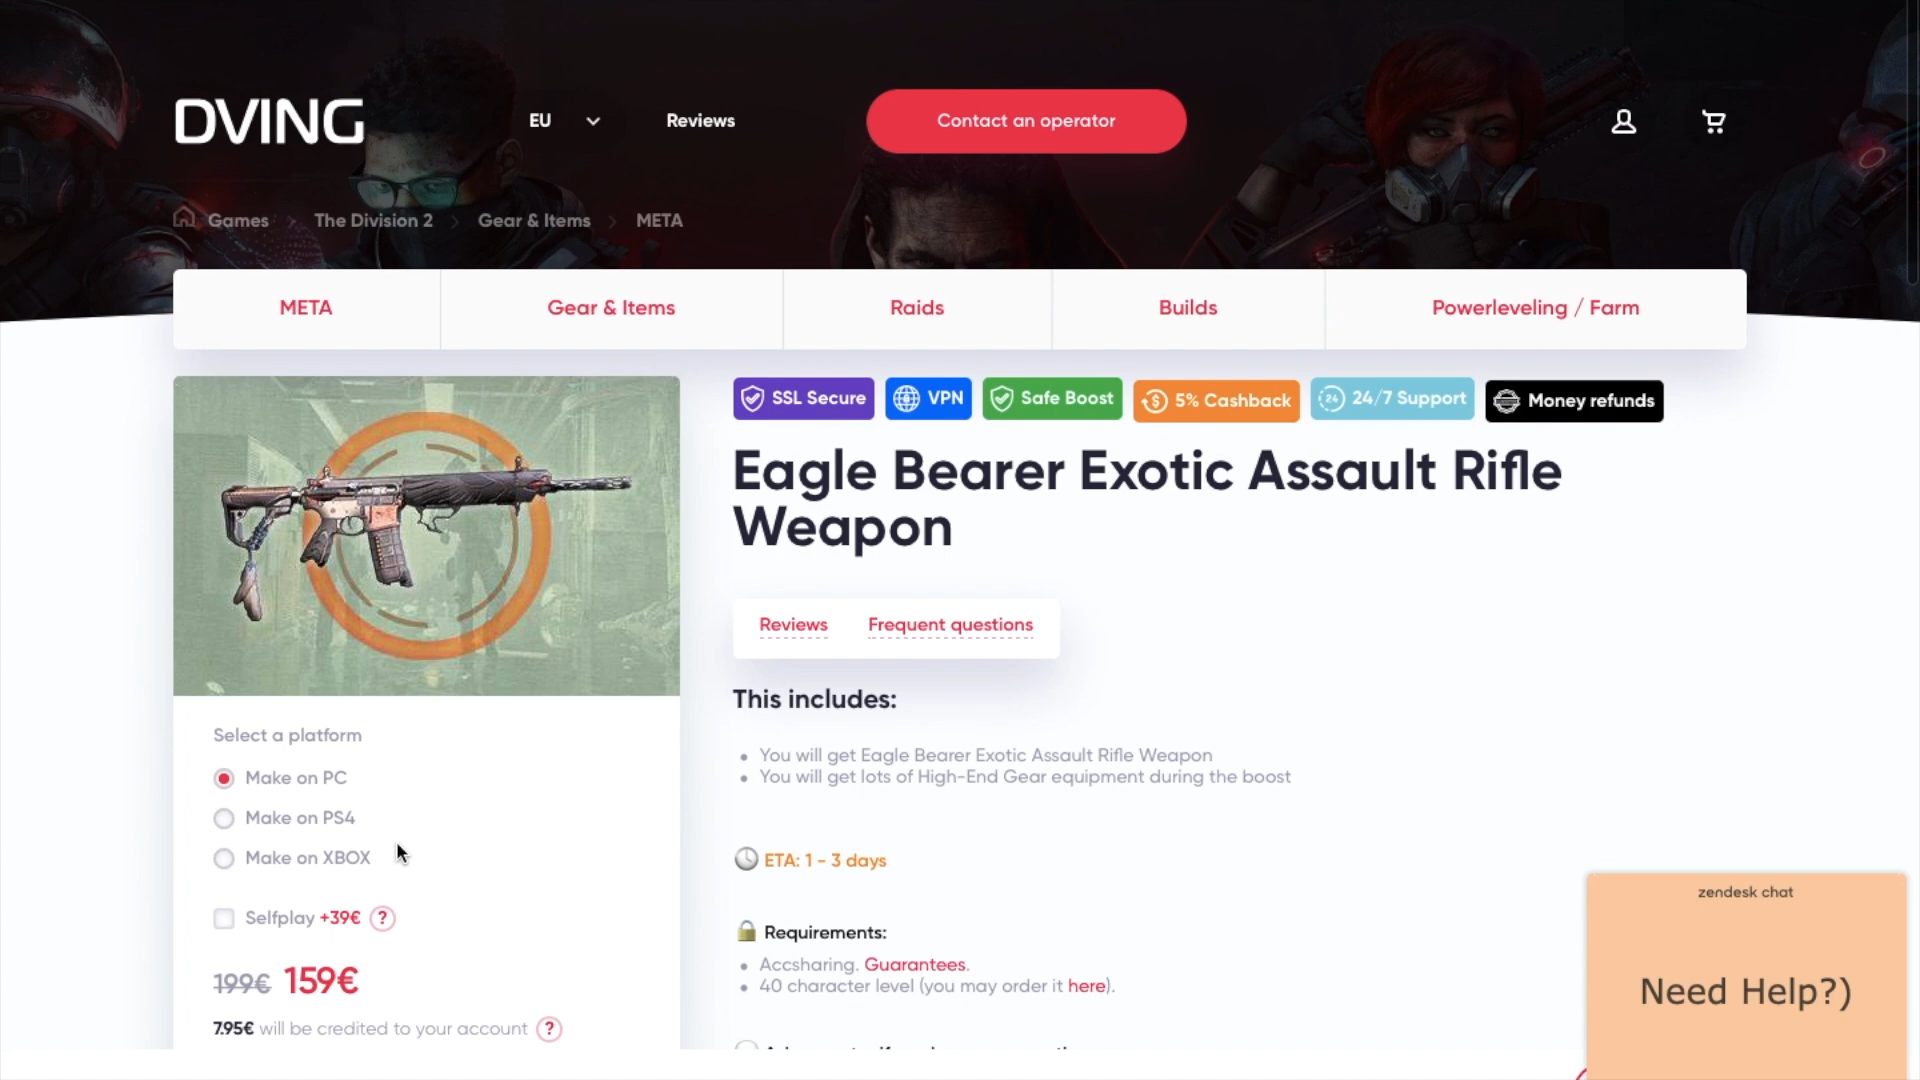 DVING
EU
Reviews
Contact an operator
Games
The Division 2
Gear & Items
META
META
Gear & Items
Raids
Builds
Powerleveling / Farm
SSL Secure
VPN
Safe Boost
$
5% Cashback
24
24/7 Support
Money refunds
Eagle Bearer Exotic Assault Rifle
Weapon
Reviews
Frequent questions
This includes:
• You will get Eagle Bearer Exotic Assault Rifle Weapon
• You will get lots of High-End Gear equipment during the boost
ETA: 1 - 3 days
Requirements:
• Accsharing. Guarantees.
• 40 character level (you may order it here).
Select a platform
Make on PC
Make on PS4
Make on XBOX
Selfplay +39€ ?
199€ 159€
7.95€ will be credited to your account ?
zendesk chat
Need Help?)